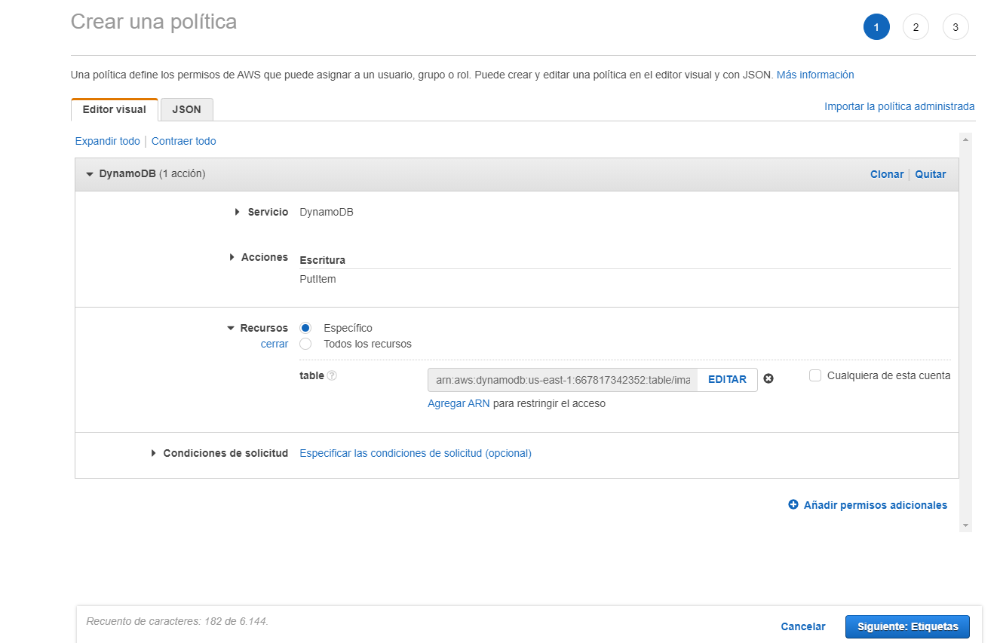 Crear una política
1 2 3
Una política define los permisos de AWS que puede asignar a un usuario, grupo o rol. Puede crear y editar una política en el editor visual y con JSON. Más información
Editor visual JSON Importar la política administrada
Expandir todo | Contraer todo
DynamoDB (1 acción) Clonar | Quitar
Servicio DynamoDB
Acciones Escritura
PutItem
Recursos Específico
cerrar Todos los recursos
table ? arn:aws:dynamodb:us-east-1:667817342352:table/ima EDITAR Cualquiera de esta cuenta
Agregar ARN para restringir el acceso
Condiciones de solicitud Especificar las condiciones de solicitud (opcional)
Añadir permisos adicionales
Recuento de caracteres: 182 de 6.144.
Cancelar Siguiente: Etiquetas